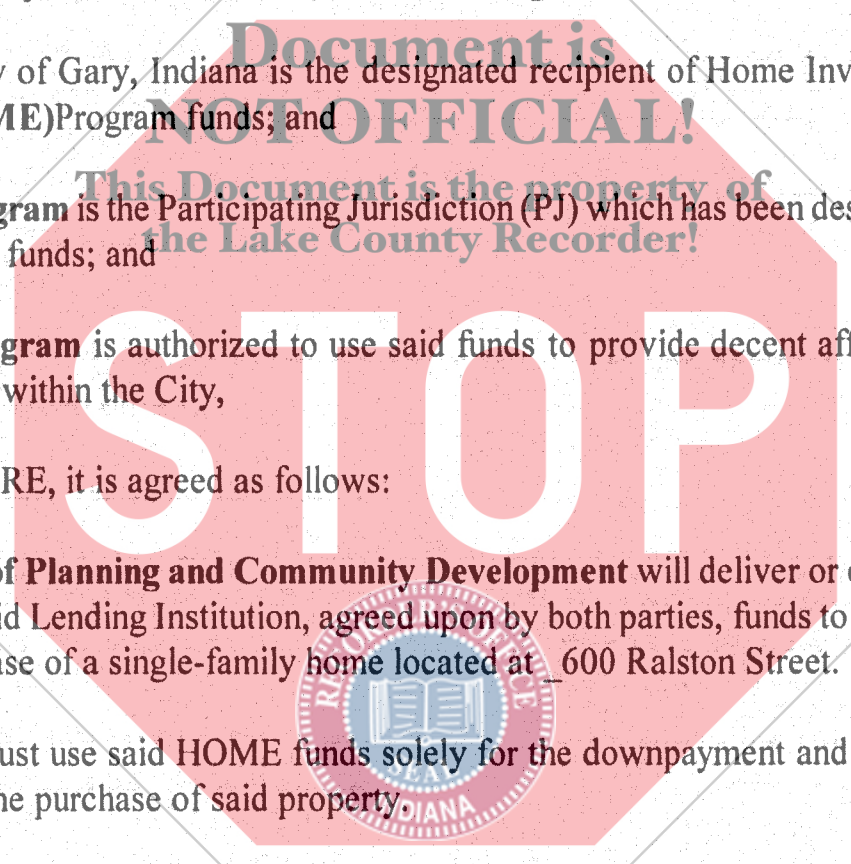 Document is
y of Gary, Indiana is the designated recipient of Home Inv
NOT OFFICIAL!
ME)Program funds; and
This Document is the property of
gram is the Participating Jurisdiction (PJ) which has been des
the Lake County Recorder!
funds; and
gram is authorized to use said funds to provide decent aff
within the City,
STOP
RE, it is agreed as follows:
of Planning and Community Development will deliver or
id Lending Institution, agreed upon by both parties, funds to
ase of a single-family home located at _600 Ralston Street.
RECORDER'S OFFICE
ust use said HOME funds solely for the downpayment and
SEAL
he purchase of said property.
INDIANA